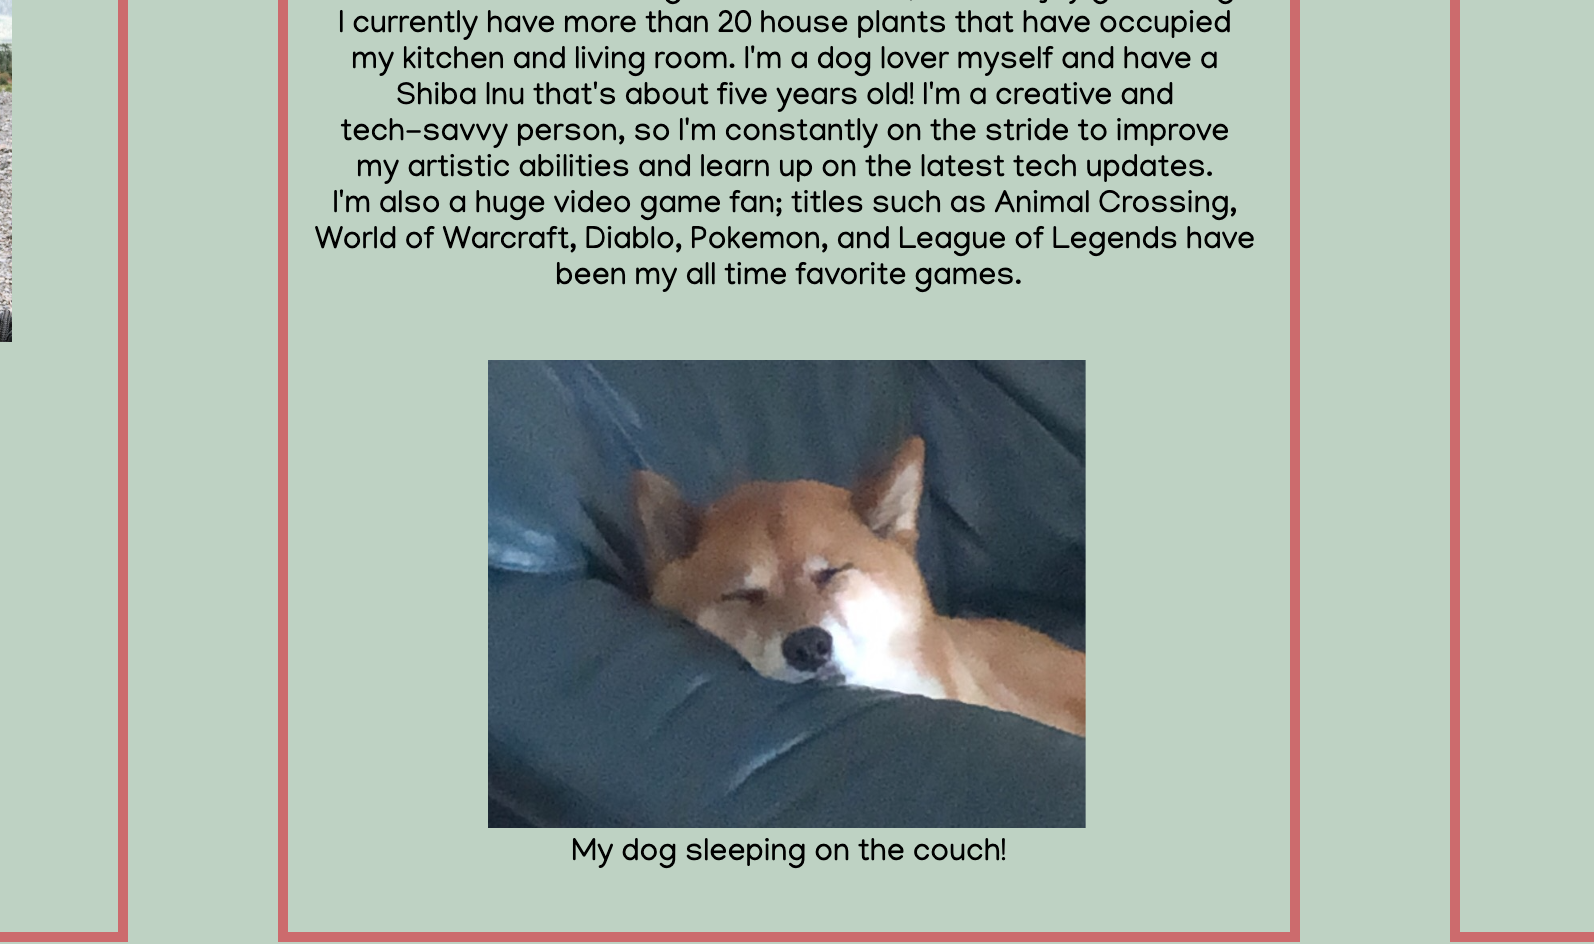 I currently have more than 20 house plants that have occupied
my kitchen and living room. I'm a dog lover myself and have a
Shiba Inu that's about five years old! I'm a creative and
tech-savvy person, so I'm constantly on the stride to improve
my artistic abilities and learn up on the latest tech updates.
I'm also a huge video game fan; titles such as Animal Crossing,
World of Warcraft, Diablo, Pokemon, and League of Legends have
been my all time favorite games.
My dog sleeping on the couch!